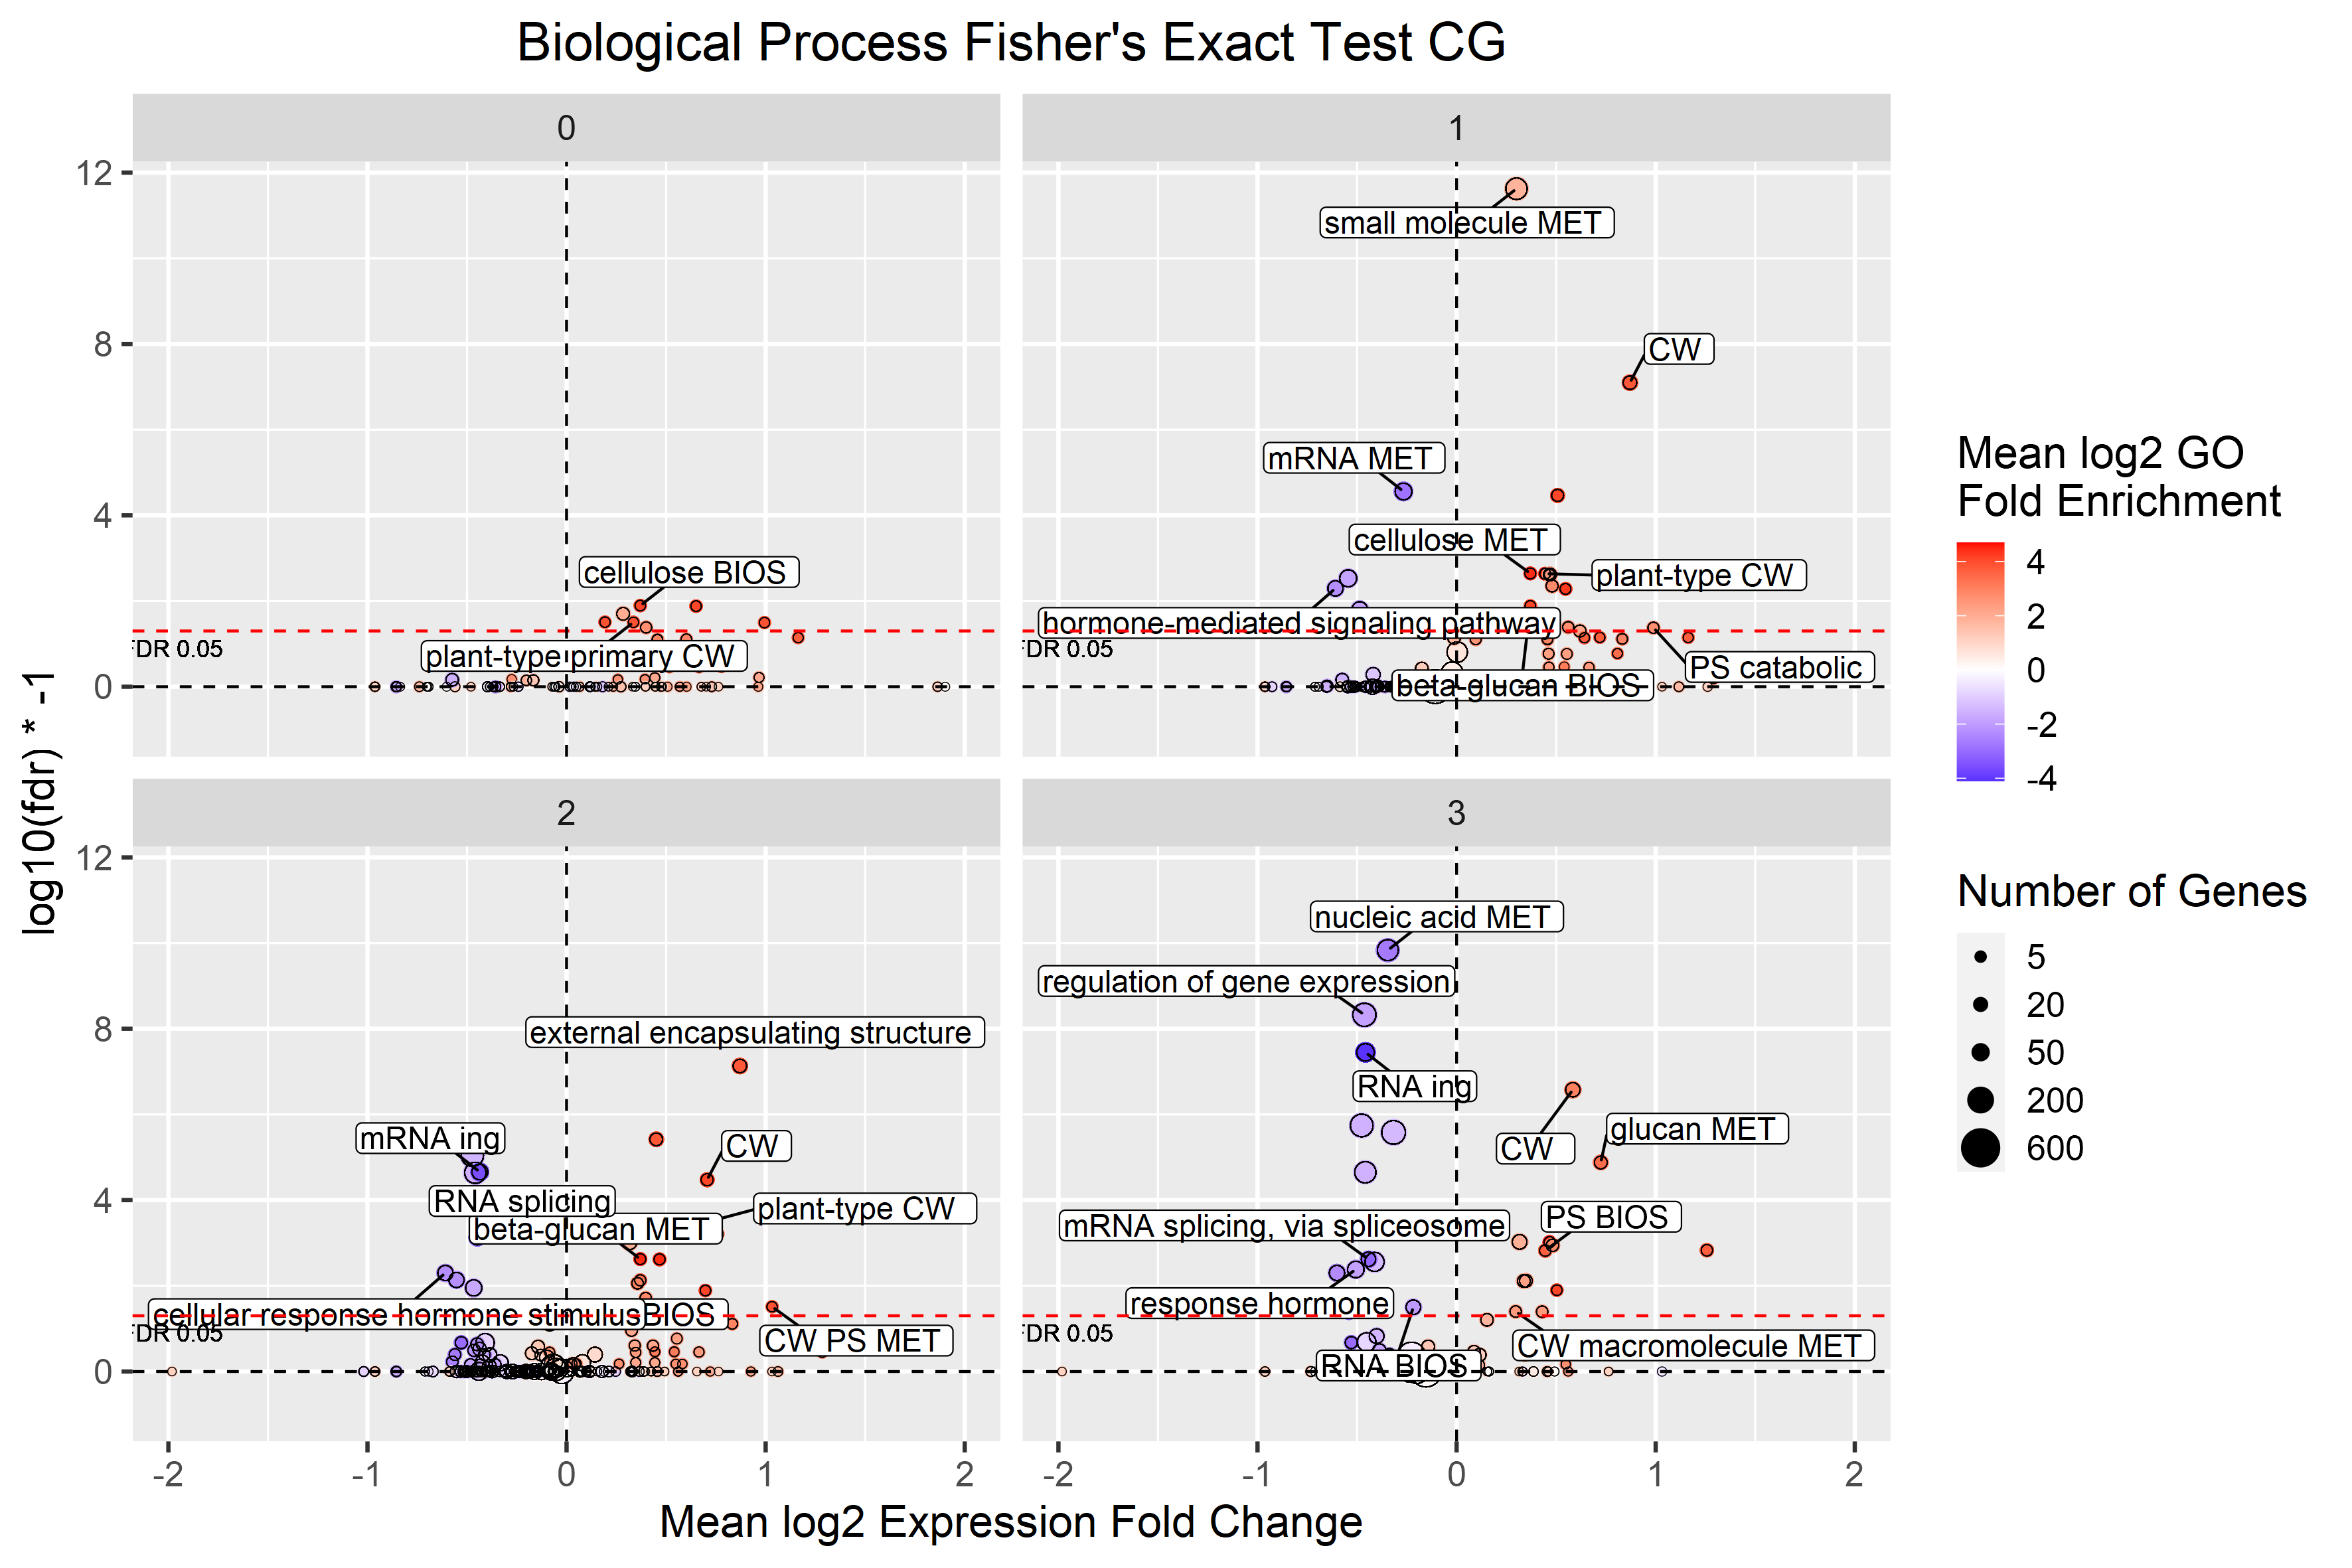 Biological Process Fisher's Exact Test CG
0
1
12
8
4
0
small molecule MET
CW
mRNA MET
cellulose MET
plant-type CW
hormone-mediated signaling pathway
beta-glucan BIOS
PS catabolic
FDR 0.05
cellulose BIOS
plant-type primary CW
FDR 0.05
2
3
12
8
4
0
external encapsulating structure
mRNA ing
CW
RNA splicing
beta-glucan MET
plant-type CW
cellular response hormone stimulusBIOS
CW PS MET
FDR 0.05
nucleic acid MET
regulation of gene expression
RNA ing
CW
glucan MET
PS BIOS
mRNA splicing, via spliceosome
response hormone
CW macromolecule MET
RNA BIOS
FDR 0.05
-2
-1
0
1
2
-2
-1
0
1
2
Mean log2 Expression Fold Change
log10(fdr) * -1
Mean log2 GO
Fold Enrichment
4
2
0
-2
-4
Number of Genes
5
20
50
200
600